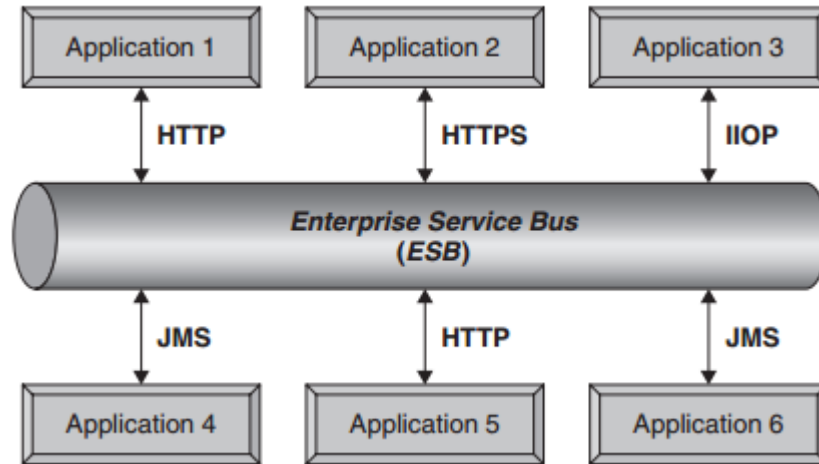 Application 1
Application 2
Application 3
HTTP
HTTPS
IIOP
Enterprise Service Bus
(ESB)
JMS
HTTP
JMS
Application 4
Application 5
Application 6